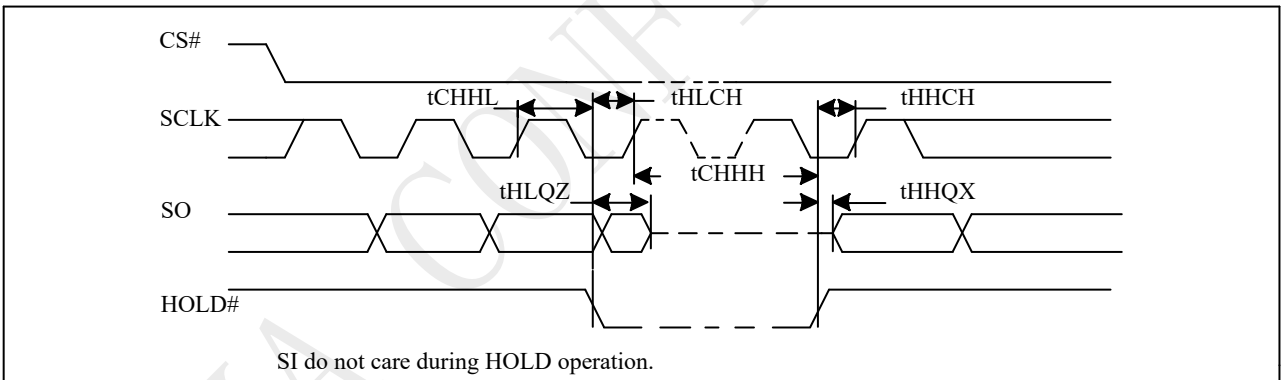 CS#
tCHHL
tHLCH
tHHCH
SCLK
tCHHH
tHLQZ
tHHQX
SO
HOLD#
SI do not care during HOLD operation.